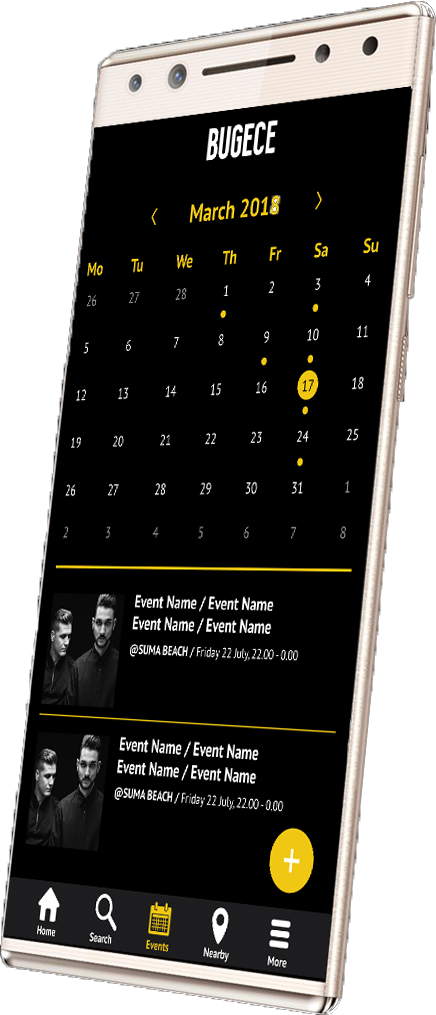 BUGECE
March 2018
Mo Tu We Th Fr Sa Su
26 27 28 1 2 3 4
5 6 7 8 9 10 11
12 13 14 15 16 17 18
19 20 21 22 23 24 25
26 27 28 29 30 31 1
2 3 4 5 6 7 8
Event Name / Event Name
Event Name / Event Name
@SUMA BEACH / Friday 22 July, 22.00 - 0.00
Event Name / Event Name
Event Name / Event Name
@SUMA BEACH / Friday 22 July, 22.00 - 0.00
+
Home Search Events Nearby More